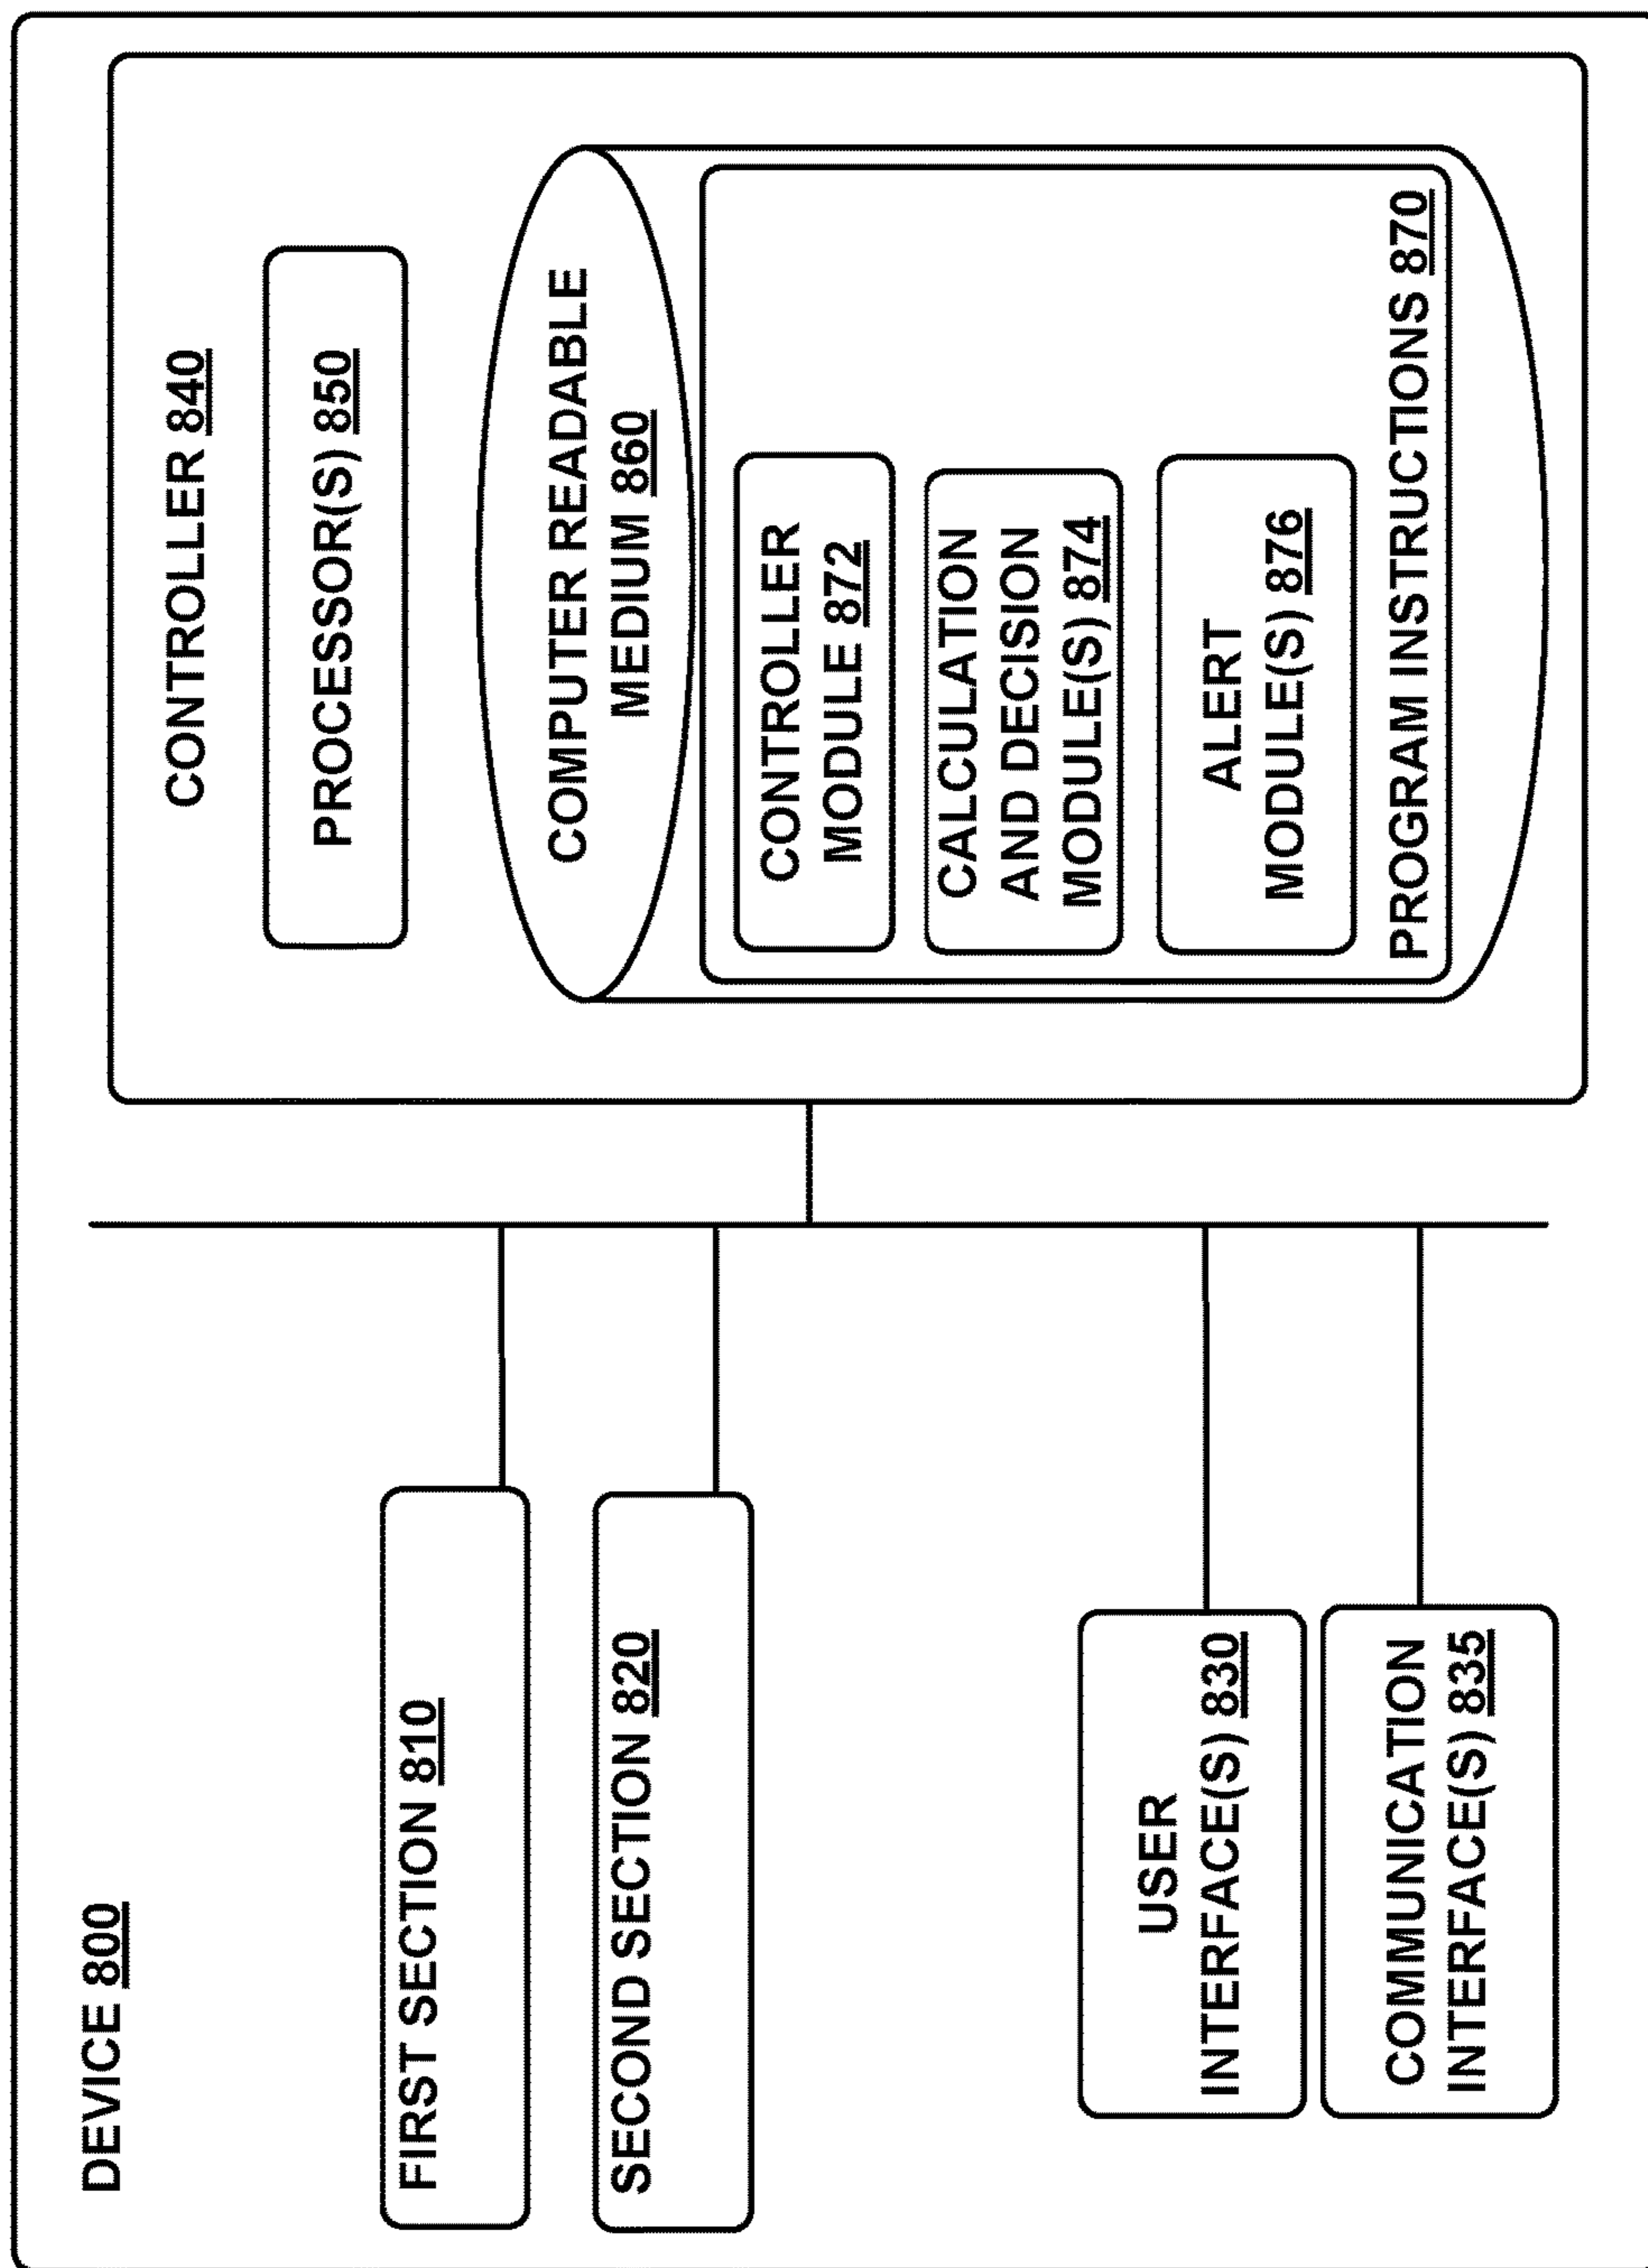 DEVICE 800
FIRST SECTION 810
SECOND SECTION 820
USER
INTERFACE(S) 830
COMMUNICATION
INTERFACE(S) 835
CONTROLLER 840
PROCESSOR(S) 850
COMPUTER READABLE
MEDIUM 860
CONTROLLER
MODULE 872
CALCULATION
AND DECISION
MODULE(S) 874
ALERT
MODULE(S) 876
PROGRAM INSTRUCTIONS 870